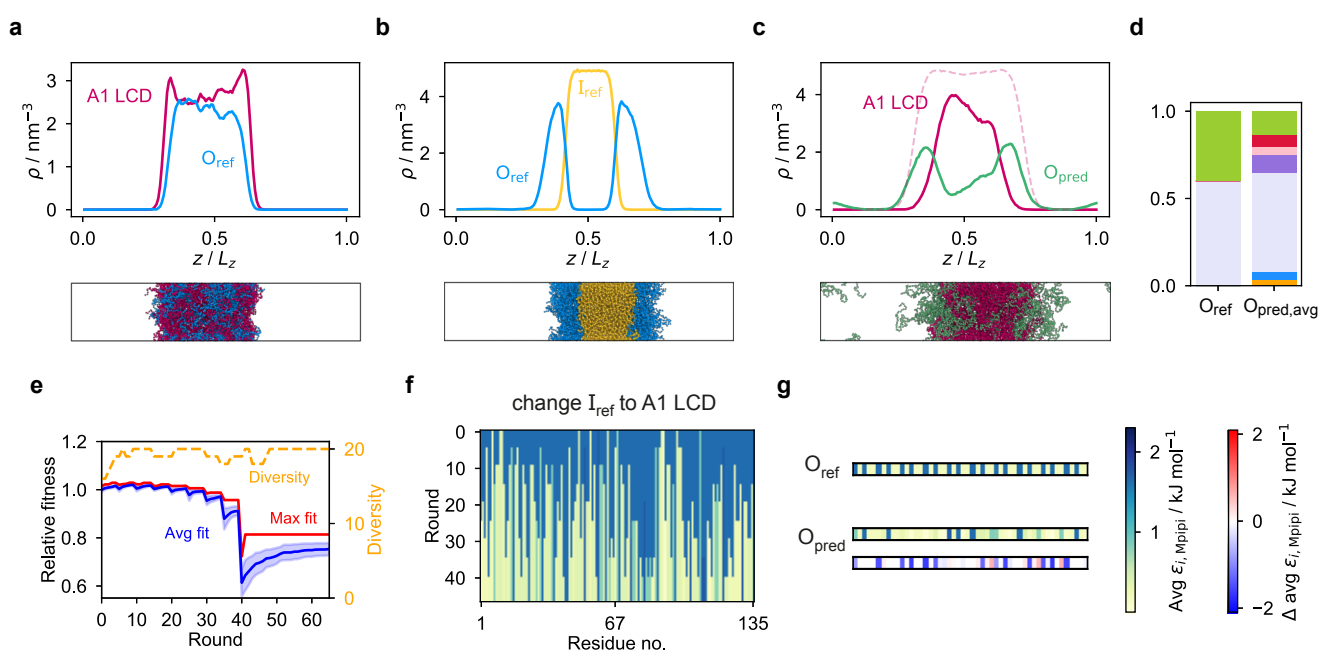 a
b
c
d
3
2
1
0
ρ / nm⁻³
A1 LCD
O_ref
0.0
0.5
1.0
z / L_z
4
2
0
ρ / nm⁻³
I_ref
O_ref
0.0
0.5
1.0
z / L_z
4
2
0
ρ / nm⁻³
A1 LCD
O_pred
0.0
0.5
1.0
z / L_z
1.0
0.5
0.0
O_ref
O_pred,avg
e
f
g
1.2
1.0
0.8
0.6
Relative fitness
Diversity
Max fit
Avg fit
20
10
0
Diversity
0
10
20
30
40
50
60
Round
change I_ref to A1 LCD
0
10
20
30
40
Round
1
67
135
Residue no.
O_ref
O_pred
2
1
Avg ε_i, Mpipi / kJ mol⁻¹
2
0
−2
Δ avg ε_i, Mpipi / kJ mol⁻¹